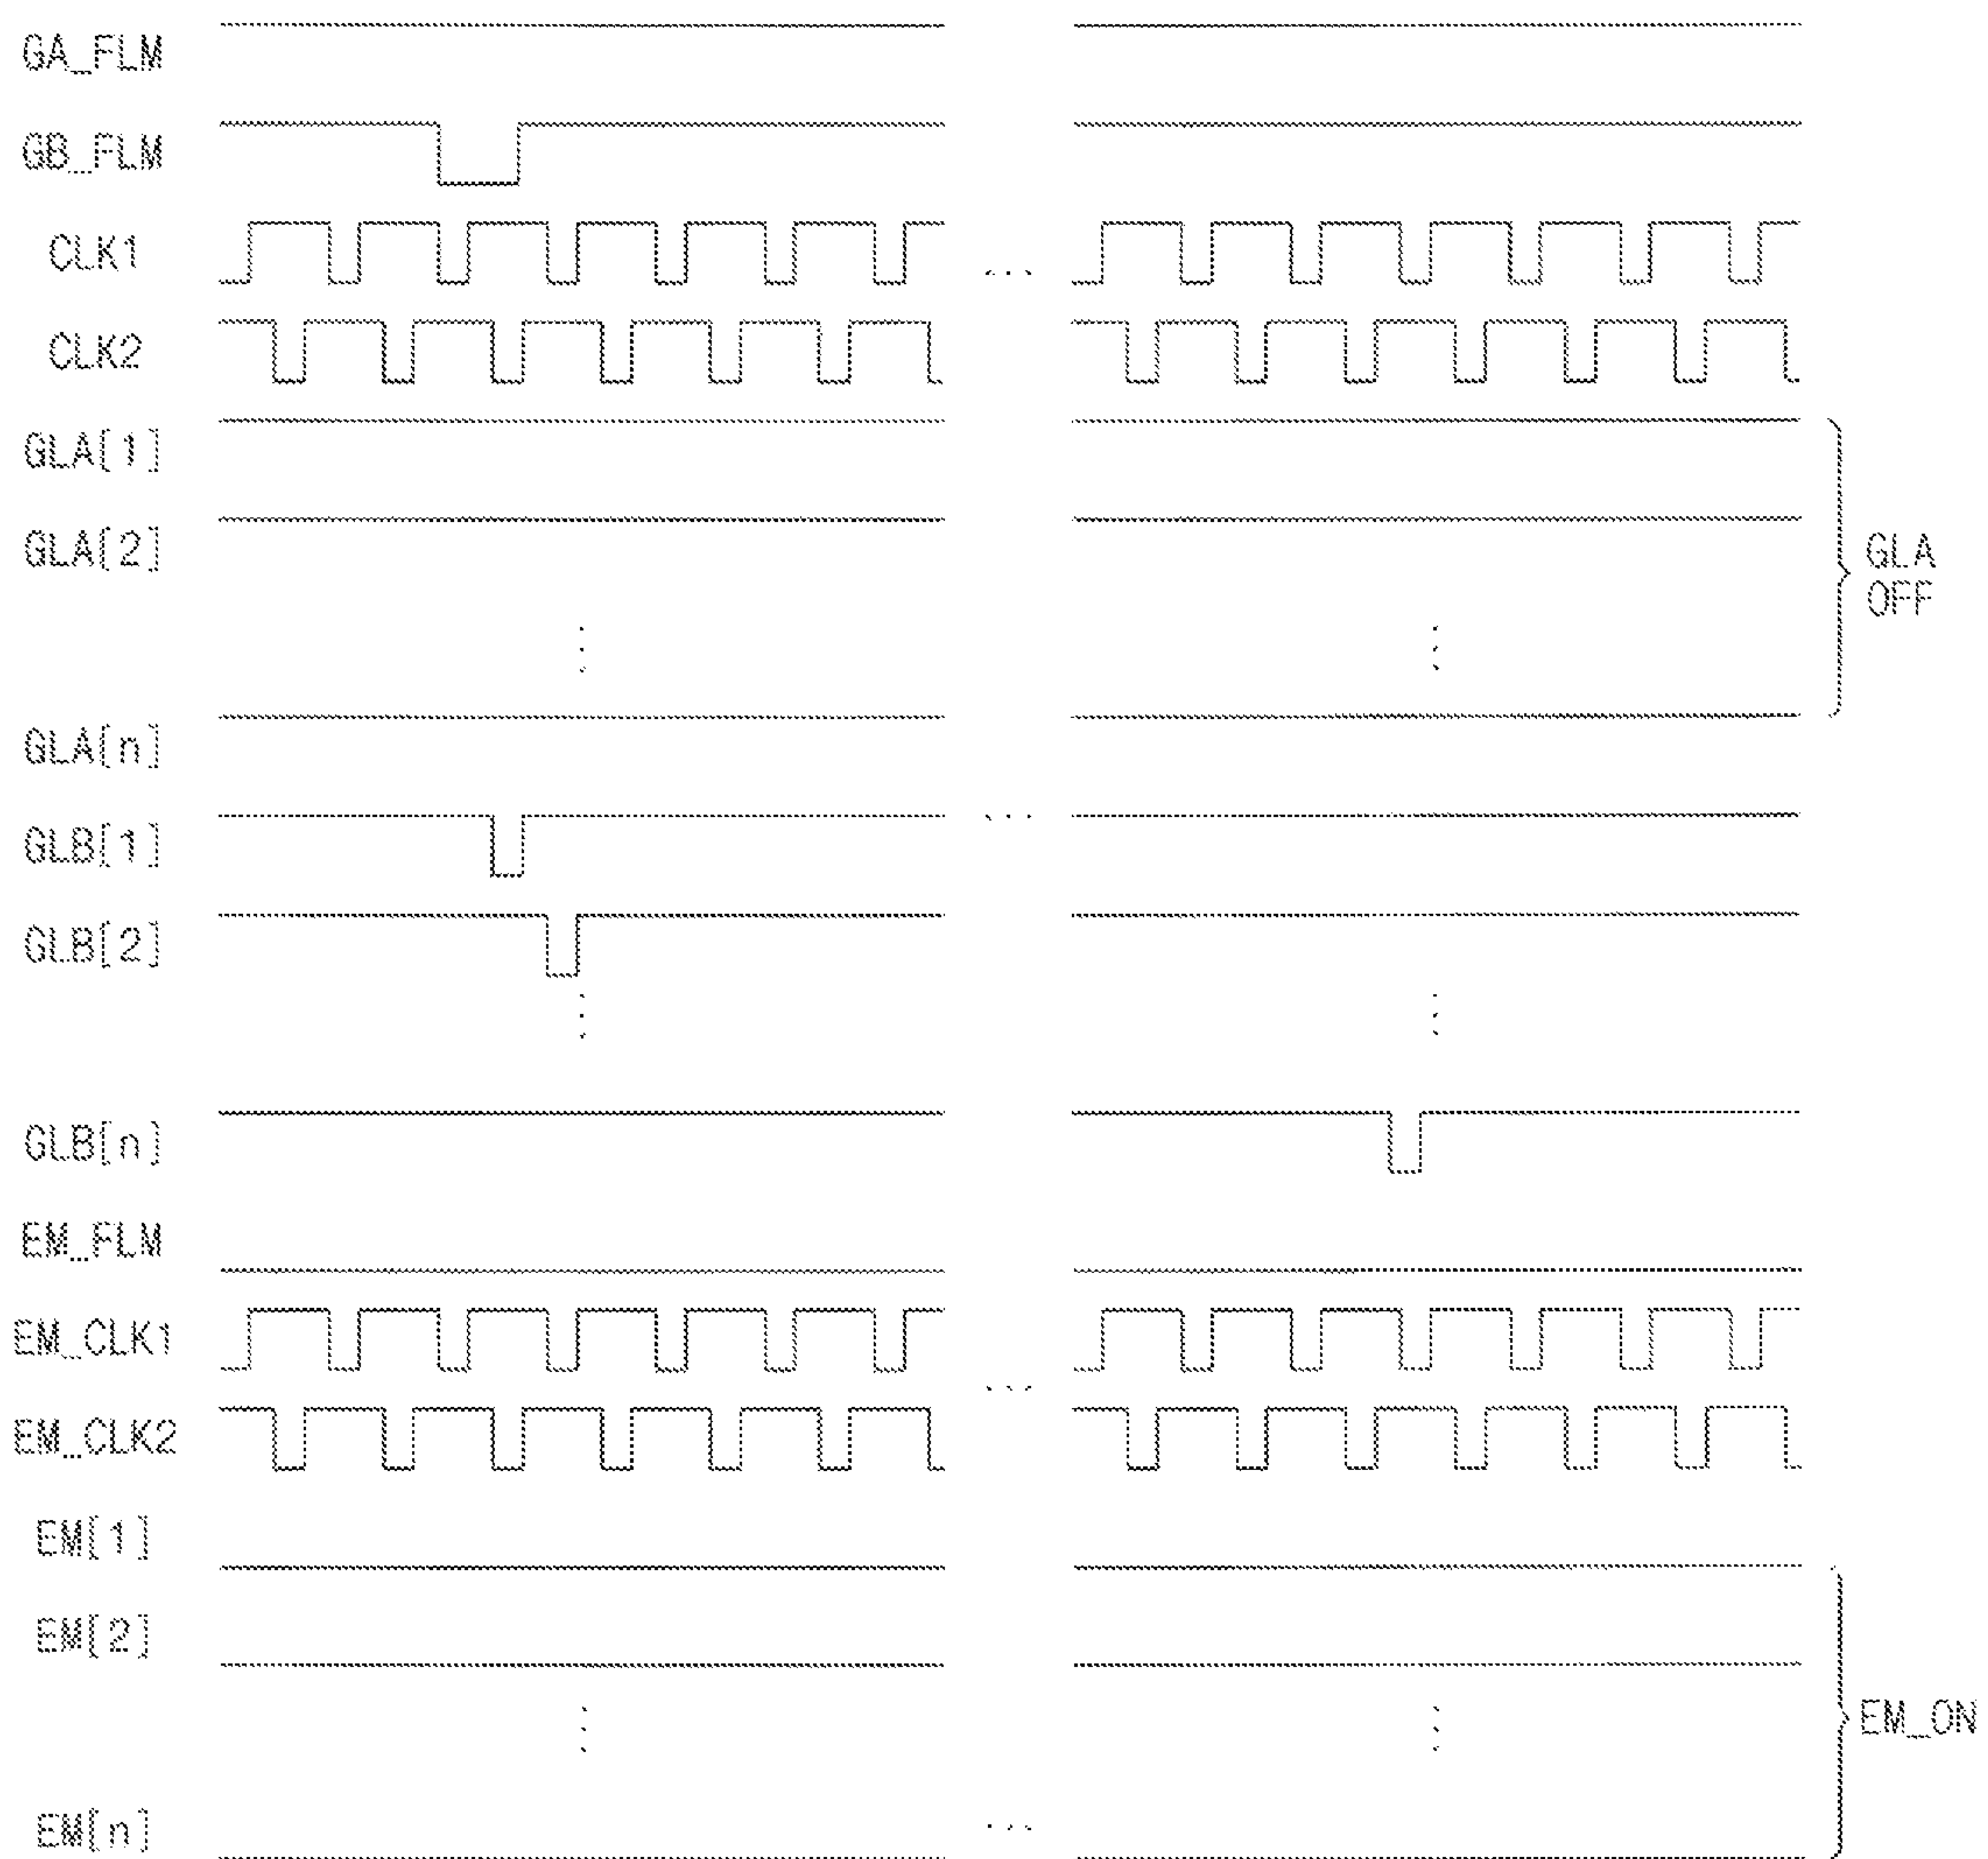 GA_FLM
GB_FLM
CLK1
CLK2
GLA[1]
GLA[2]
GLA
OFF
GLA[n]
GLB[1]
GLB[2]
GLB[n]
EM_FLM
EM_CLK1
EM_CLK2
EM[1]
EM[2]
EM_ON
EM[n]